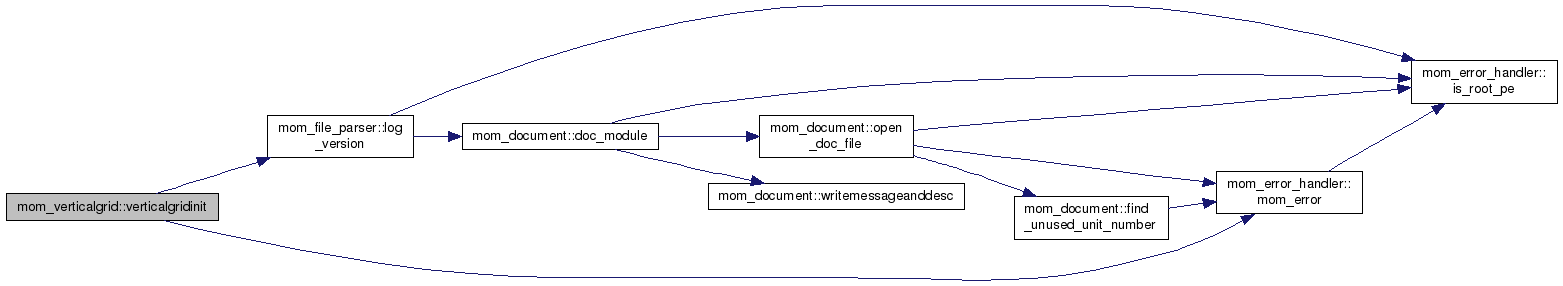 mom_verticalgrid::verticalgridinit
mom_file_parser::log
_version
mom_document::doc_module
mom_document::open
_doc_file
mom_document::writemessageanddesc
mom_document::find
_unused_unit_number
mom_error_handler::
is_root_pe
mom_error_handler::
mom_error